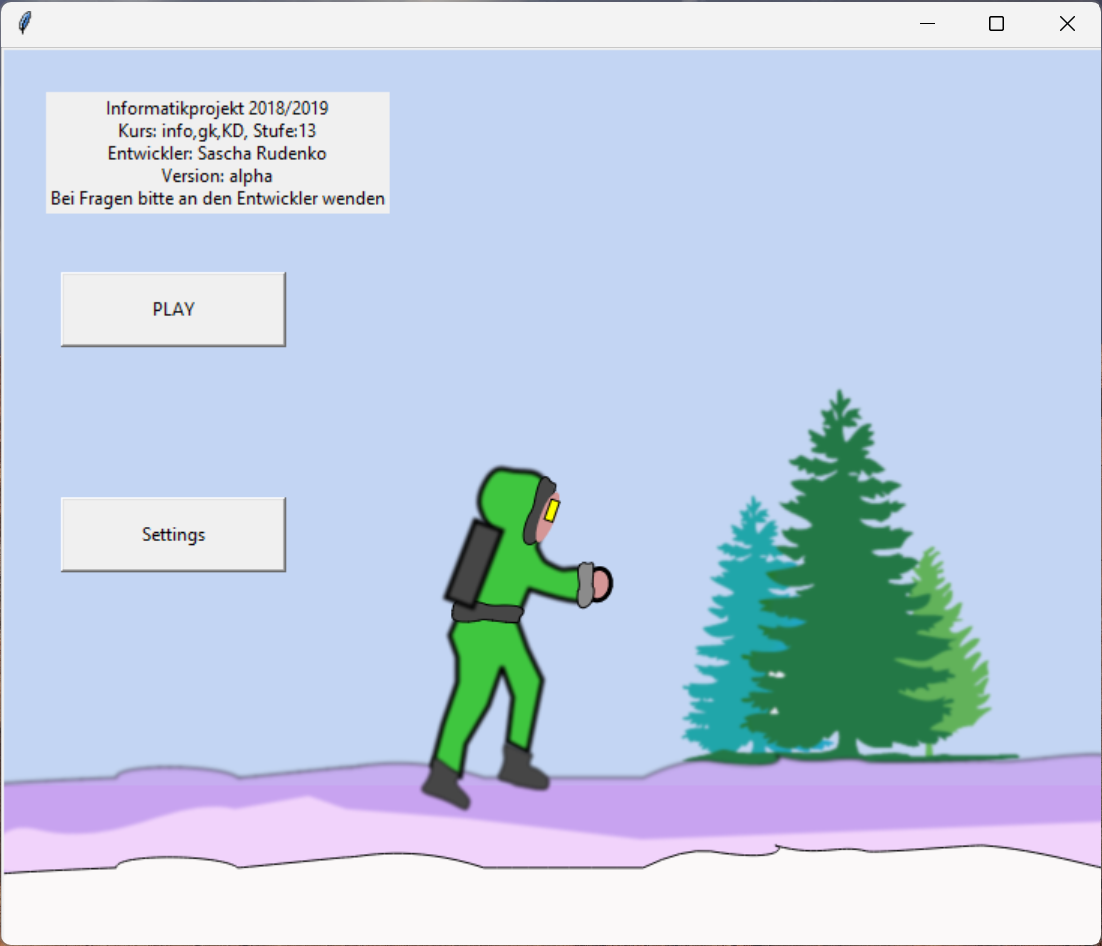 Informatikprojekt 2018/2019
Kurs: info,gk,KD, Stufe:13
Entwickler: Sascha Rudenko
Version: alpha
Bei Fragen bitte an den Entwickler wenden
PLAY
Settings